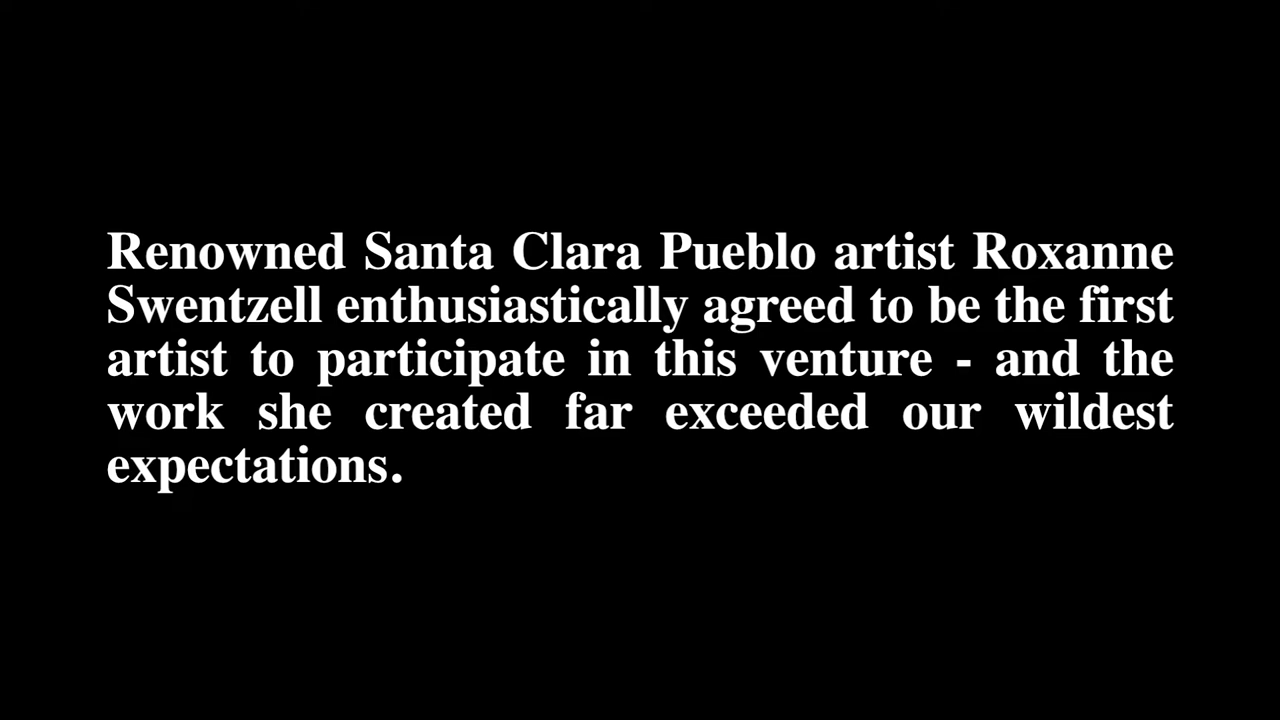 Renowned Santa Clara Pueblo artist Roxanne
Swentzell enthusiastically agreed to be the first
artist to participate in this venture - and the
work she created far exceeded our wildest
expectations.